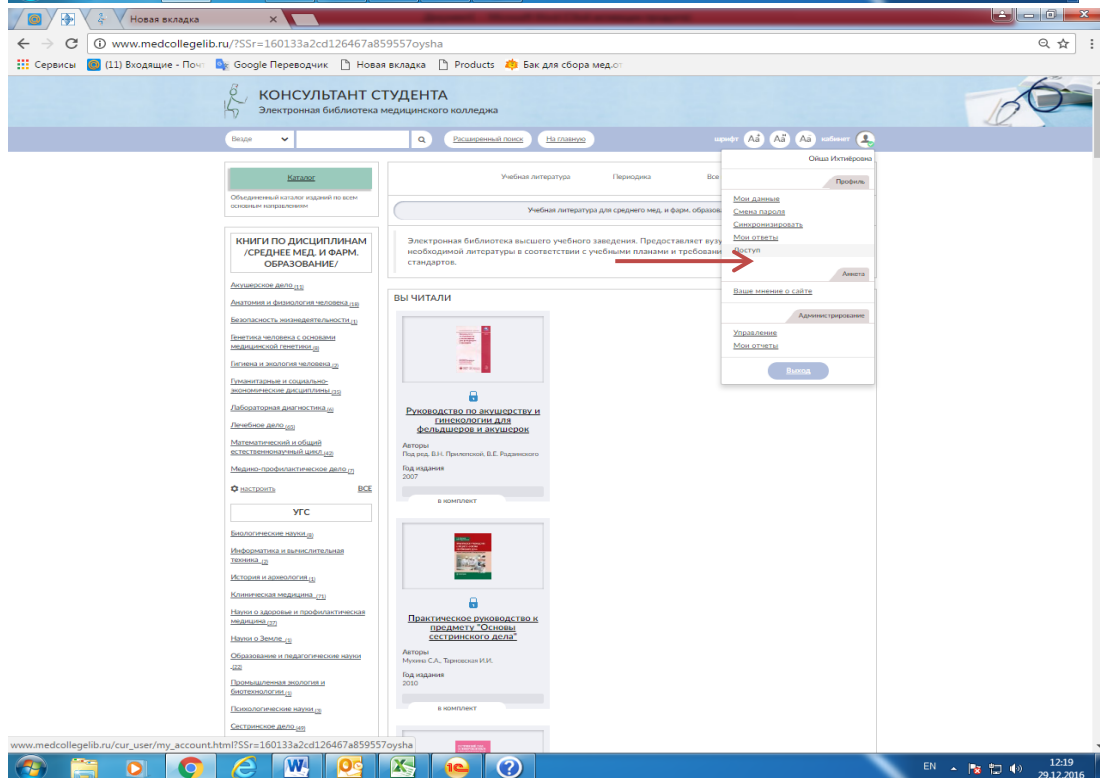 Новая вкладка
www.medcollegelib.ru/?SSr=160133a2cd126467a859557oysha
Сервисы (11) Входящие - Поч Google Переводчик Новая вкладка Products Бак для сбора мед.от
КОНСУЛЬТАНТ СТУДЕНТА
Электронная библиотека медицинского колледжа
Везде Расширенный поиск На главную шрифт Аа Аа Аа кабинет
Ойша Ихтиёровна
Профиль
Мои данные
Смена пароля
Синхронизировать
Мои ответы
Доступ
Анкета
Ваше мнение о сайте
Администрирование
Управление
Мои отчеты
Выход
Каталог
Объединенный каталог изданий по всем
основным направлениям
КНИГИ ПО ДИСЦИПЛИНАМ
/СРЕДНЕЕ МЕД. И ФАРМ.
ОБРАЗОВАНИЕ/
Акушерское дело
Анатомия и физиология человека
Безопасность жизнедеятельности
Генетика человека с основами
медицинской генетики
Гигиена и экология человека
Гуманитарные и социально-
экономические дисциплины
Лабораторная диагностика
Лечебное дело
Математический и общий
естественнонаучный цикл
Медико-профилактическое дело
настроить ВСЕ
УГС
Биологические науки
Информатика и вычислительная
техника
История и археология
Клиническая медицина
Науки о здоровье и профилактическая
медицина
Науки о Земле
Образование и педагогические науки
Промышленная экология и
биотехнологии
Психологические науки
Сестринское дело
Учебная литература Периодика Все
Учебная литература для среднего мед. и фарм. образов
Электронная библиотека высшего учебного заведения. Предоставляет вузу
необходимой литературы в соответствии с учебными планами и требовани
стандартов.
ВЫ ЧИТАЛИ
Руководство по акушерству и
гинекологии для
фельдшеров и акушерок
Авторы
Под ред. В.Н. Прилепской, В.Е. Радзинского
Год издания
2007
в комплект
Практическое руководство к
предмету "Основы
сестринского дела"
Авторы
Мухина С.А., Тарновская И.И.
Год издания
2010
в комплект
www.medcollegelib.ru/cur_user/my_account.html?SSr=160133a2cd126467a859557oysha
EN 12:19
29.12.2016